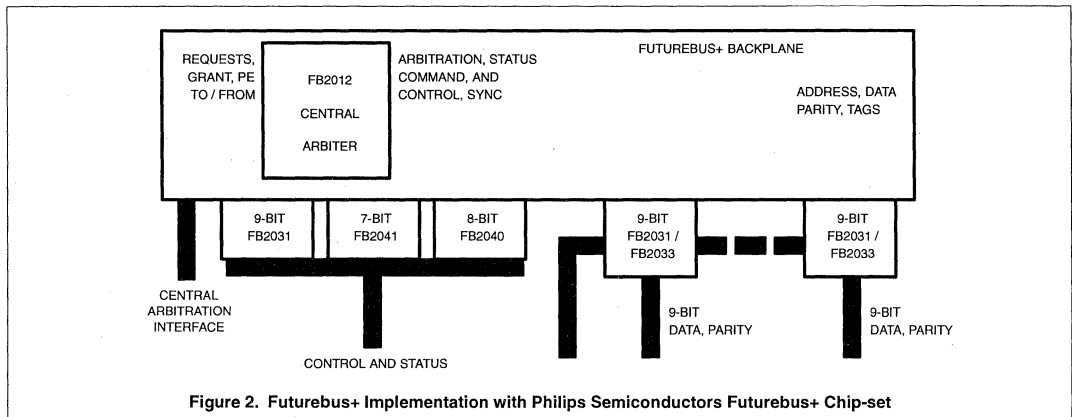 FUTUREBUS+ BACKPLANE
REQUESTS,
GRANT, PE
TO / FROM
FB2012
CENTRAL
ARBITER
ARBITRATION, STATUS
COMMAND, AND
CONTROL, SYNC
ADDRESS, DATA
PARITY, TAGS
9-BIT
FB2031
7-BIT
FB2041
8-BIT
FB2040
9-BIT
FB2031 /
FB2033
9-BIT
FB2031 /
FB2033
CENTRAL
ARBITRATION
INTERFACE
CONTROL AND STATUS
9-BIT
DATA, PARITY
9-BIT
DATA, PARITY
Figure 2. Futurebus+ Implementation with Philips Semiconductors Futurebus+ Chip-set